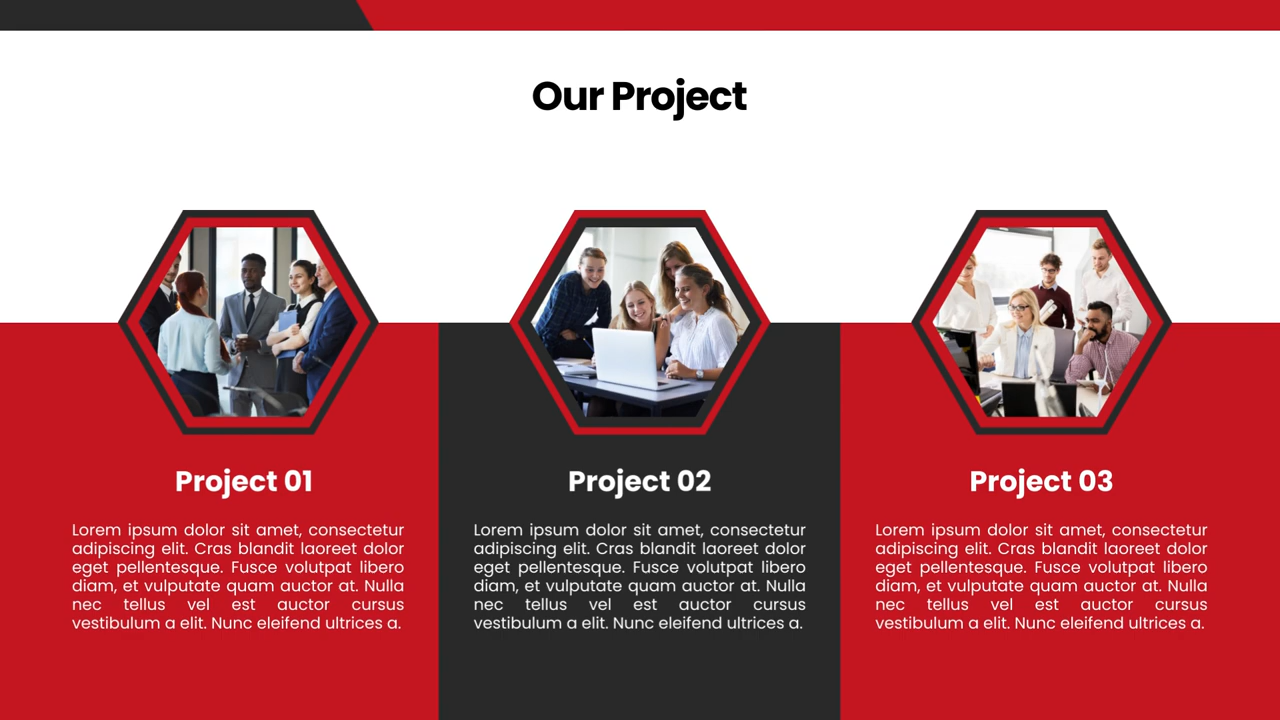 Our Project
Project 01
Lorem ipsum dolor sit amet, consectetur
adipiscing elit. Cras blandit laoreet dolor
eget pellentesque. Fusce volutpat libero
diam, et vulputate quam auctor at. Nulla
nec tellus vel est auctor cursus
vestibulum a elit. Nunc eleifend ultrices a.
Project 02
Lorem ipsum dolor sit amet, consectetur
adipiscing elit. Cras blandit laoreet dolor
eget pellentesque. Fusce volutpat libero
diam, et vulputate quam auctor at. Nulla
nec tellus vel est auctor cursus
vestibulum a elit. Nunc eleifend ultrices a.
Project 03
Lorem ipsum dolor sit amet, consectetur
adipiscing elit. Cras blandit laoreet dolor
eget pellentesque. Fusce volutpat libero
diam, et vulputate quam auctor at. Nulla
nec tellus vel est auctor cursus
vestibulum a elit. Nunc eleifend ultrices a.